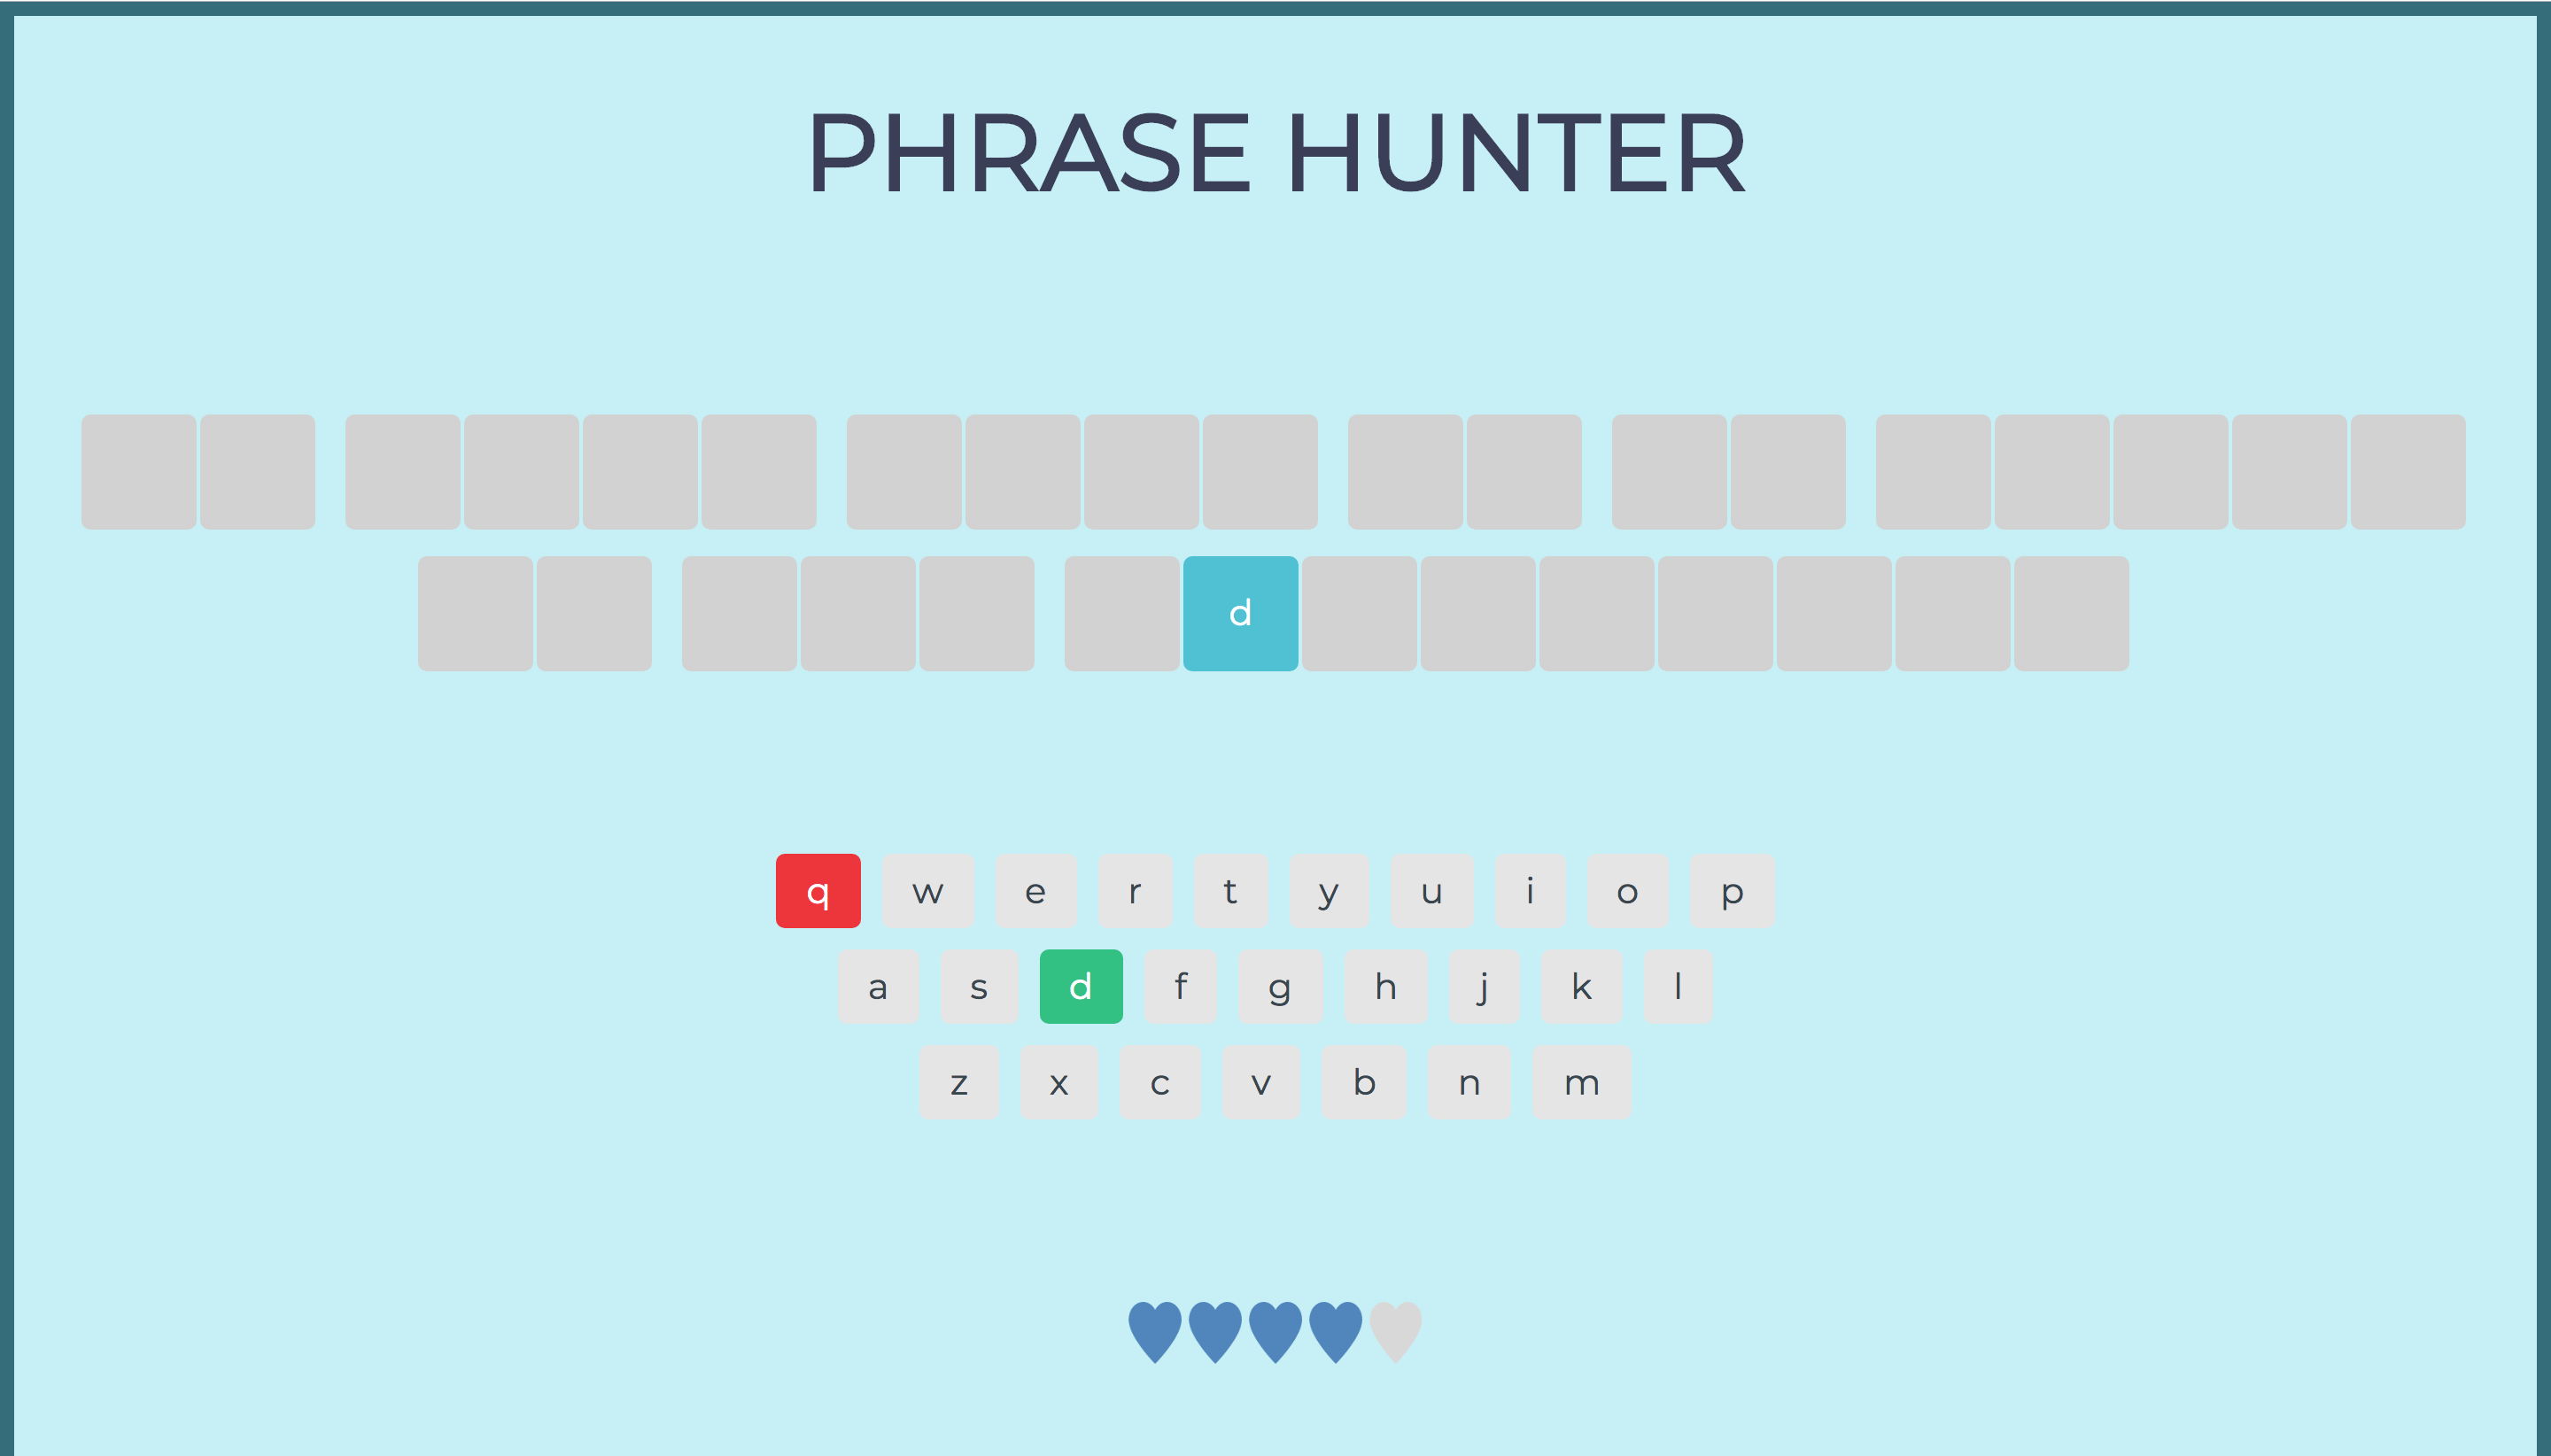 PHRASE HUNTER
d
q w e r t y u i o p
a s d f g h j k l
z x c v b n m